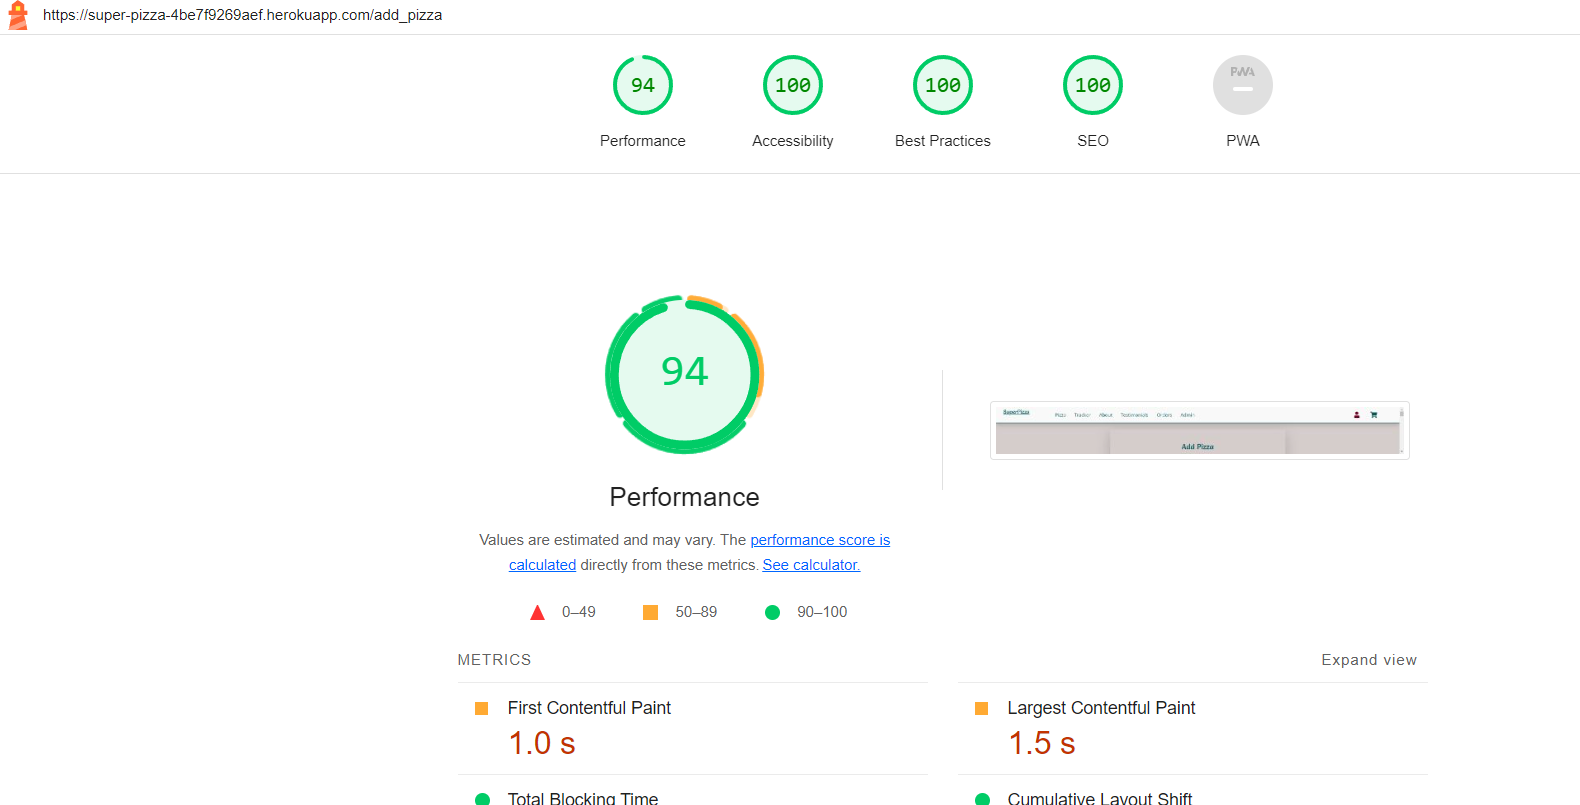 https://super-pizza-4be7f9269aef.herokuapp.com/add_pizza
94
100
100
100
PWA
Performance
Accessibility
Best Practices
SEO
PWA
94
SuperPizza
Pizza Tracker About Testimonials Orders Admin
Add Pizza
Performance
Values are estimated and may vary. The performance score is
calculated directly from these metrics. See calculator.
0–49
50–89
90–100
METRICS
Expand view
First Contentful Paint
1.0 s
Largest Contentful Paint
1.5 s
Total Blocking Time
Cumulative Layout Shift